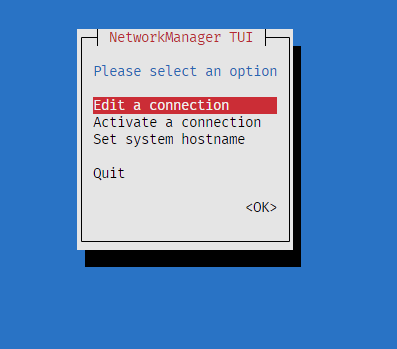 NetworkManager TUI
Please select an option
Edit a connection
Activate a connection
Set system hostname
Quit
<OK>